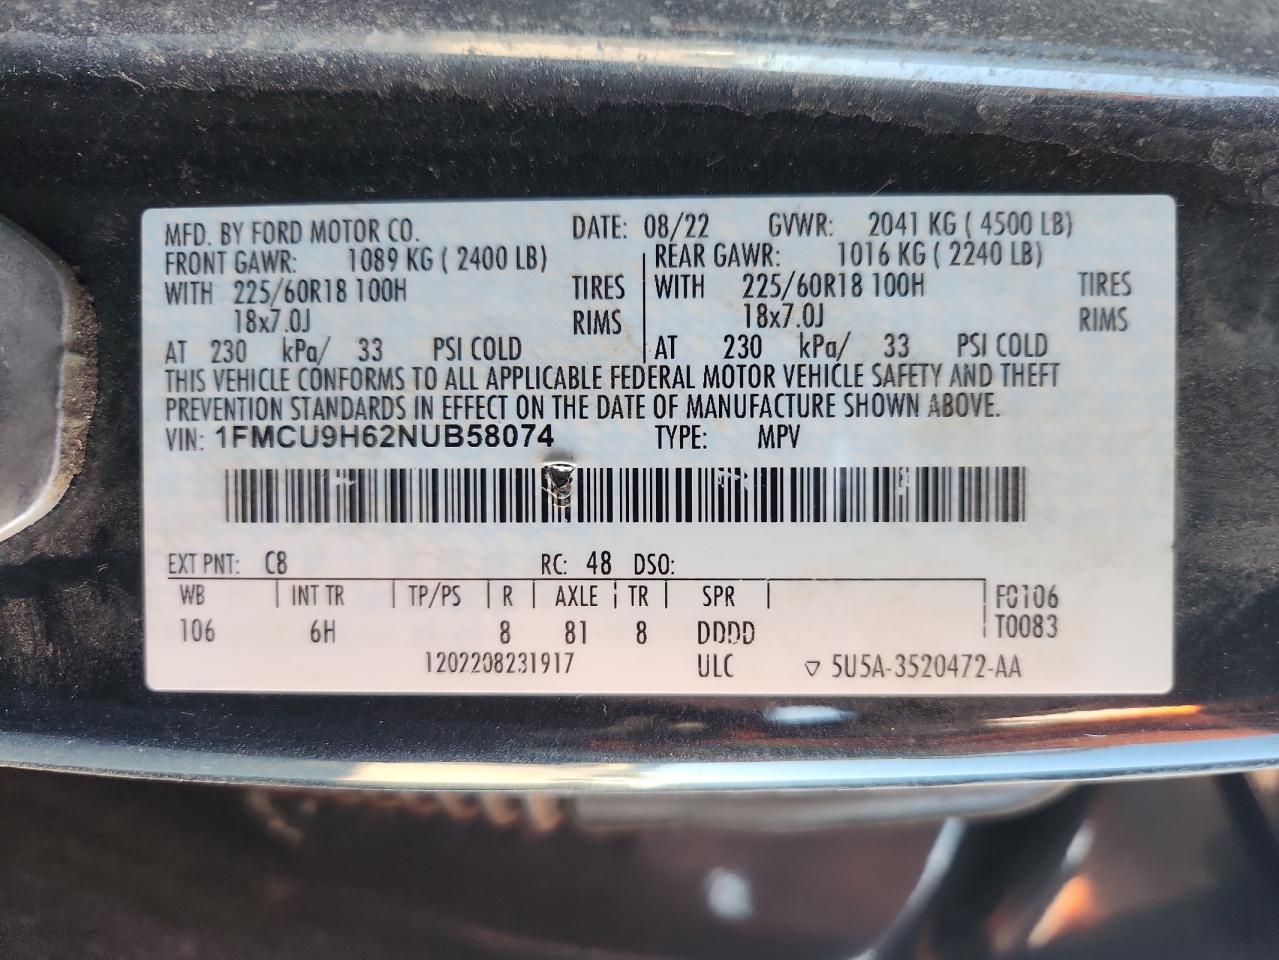 MFD. BY FORD MOTOR CO. DATE: 08/22 GVWR: 2041 KG ( 4500 LB)
FRONT GAWR: 1089 KG ( 2400 LB) REAR GAWR: 1016 KG ( 2240 LB)
WITH 225/60R18 100H TIRES WITH 225/60R18 100H TIRES
18x7.0J RIMS 18x7.0J RIMS
AT 230 kPa/ 33 PSI COLD AT 230 kPa/ 33 PSI COLD
THIS VEHICLE CONFORMS TO ALL APPLICABLE FEDERAL MOTOR VEHICLE SAFETY AND THEFT
PREVENTION STANDARDS IN EFFECT ON THE DATE OF MANUFACTURE SHOWN ABOVE.
VIN: 1FMCU9H62NUB58074 TYPE: MPV
EXT PNT: C8 RC: 48 DSO:
WB | INT TR | TP/PS | R | AXLE | TR | SPR | F0106
106 6H 8 81 8 DDDD T0083
1202208231917 ULC ▽ 5U5A-3520472-AA